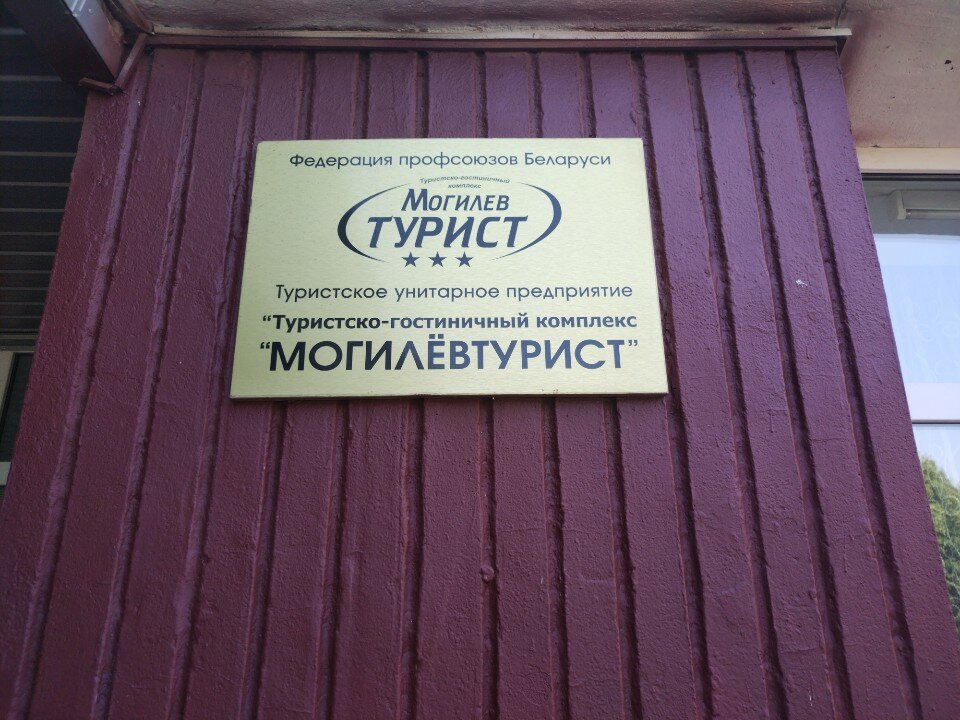 Федерация профсоюзов Беларуси
Туристско-гостиничный
комплекс
МОГИЛЕВ
ТУРИСТ
Туристское унитарное предприятие
"Туристско-гостиничный комплекс
"МОГИЛЁВТУРИСТ"